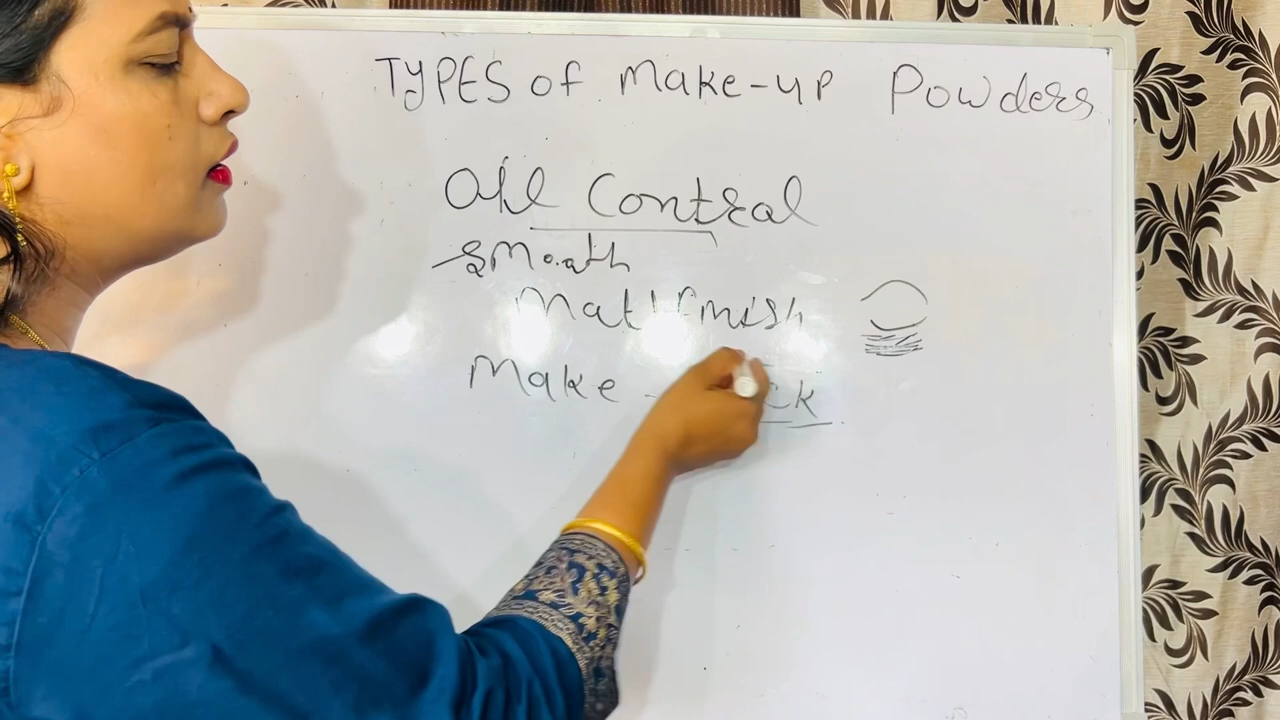 TYPES of Make-up Powders
Oil Control
Smooth
Matt finish
Make -